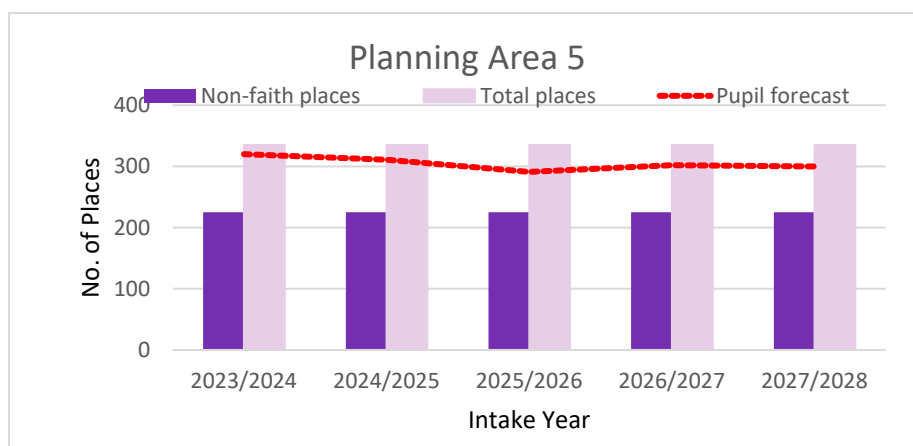 Planning Area 5
Non-faith places Total places Pupil forecast
400
300
200
100
0
No. of Places
2023/2024 2024/2025 2025/2026 2026/2027 2027/2028
Intake Year